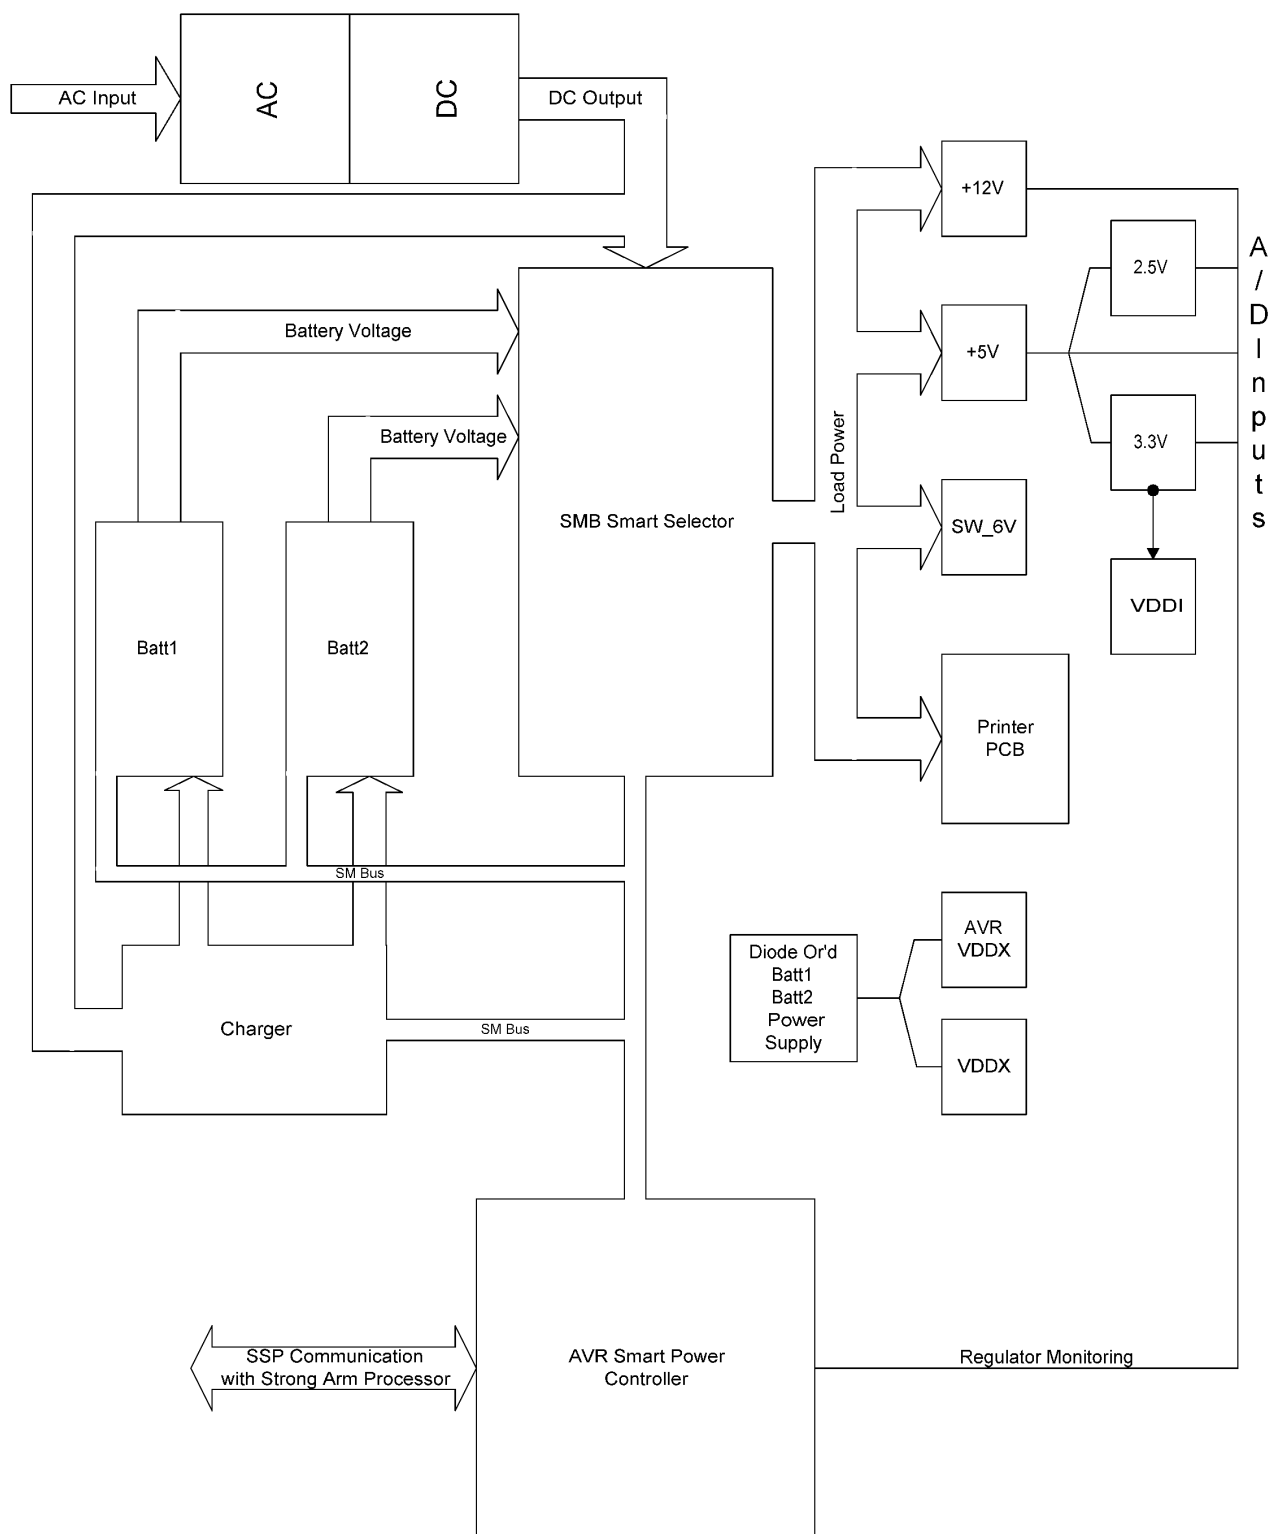 AC Input
AC
DC
DC Output
+12V
2.5V
A/D Inputs
Battery Voltage
+5V
Battery Voltage
3.3V
Load Power
SMB Smart Selector
SW_6V
VDDI
Batt1
Batt2
Printer
PCB
SM Bus
AVR
VDDX
Diode Or'd
Batt1
Batt2
Power
Supply
Charger
SM Bus
VDDX
SSP Communication
with Strong Arm Processor
AVR Smart Power
Controller
Regulator Monitoring